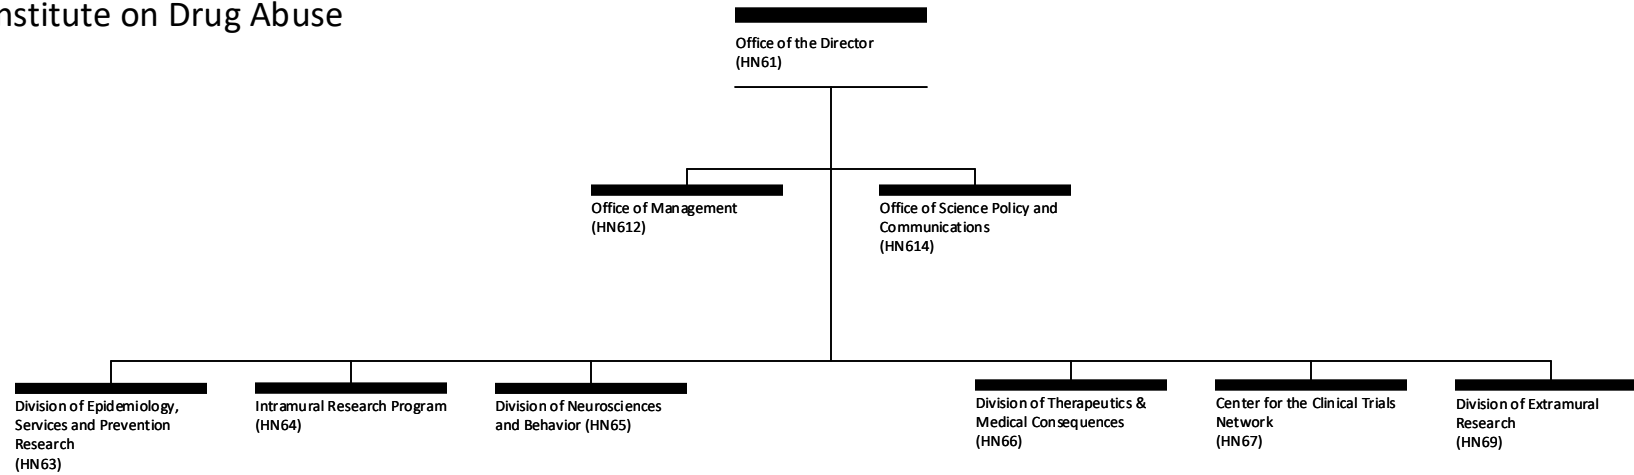 nstitute on Drug Abuse
Office of the Director
(HN61)
Office of Management
(HN612)
Office of Science Policy and
Communications
(HN614)
Division of Epidemiology,
Services and Prevention
Research
(HN63)
Intramural Research Program
(HN64)
Division of Neurosciences
and Behavior (HN65)
Division of Therapeutics &
Medical Consequences
(HN66)
Center for the Clinical Trials
Network
(HN67)
Division of Extramural
Research
(HN69)